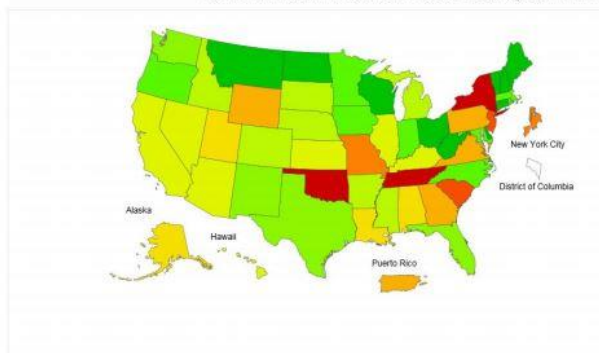 New York City
District of Columbia
Alaska
Hawaii
Puerto Rico